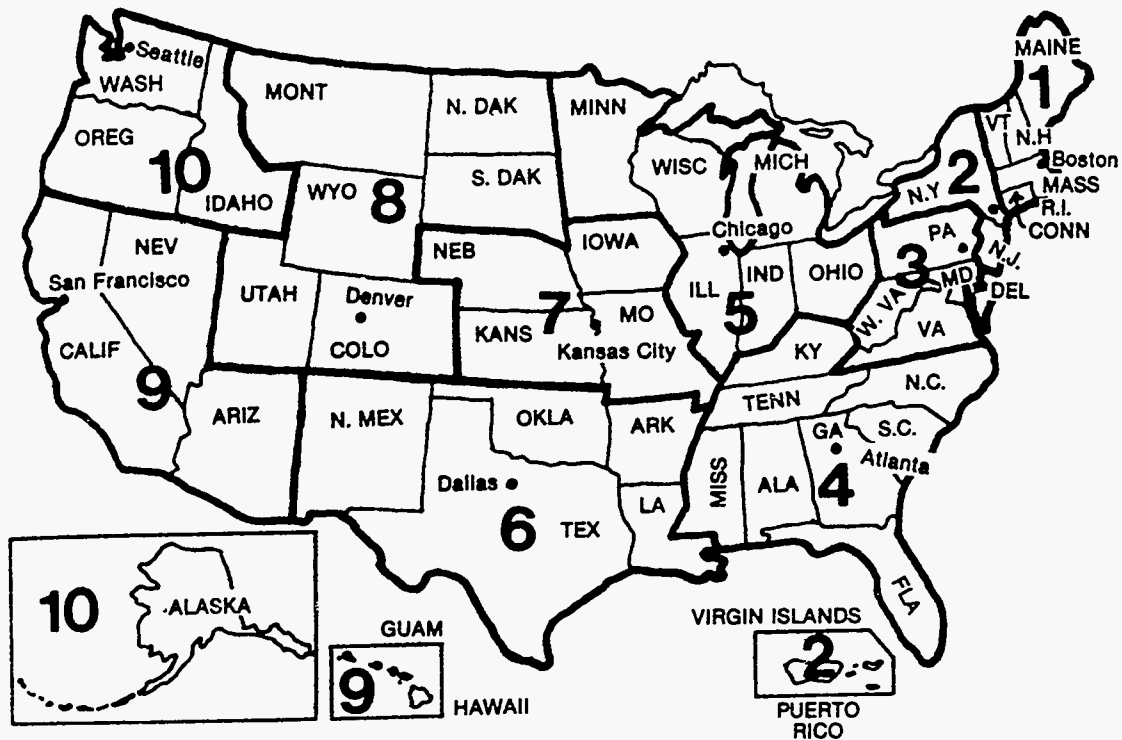 MAINE
Seattle
WASH
MONT
N. DAK
MINN
1
VT
N.H
OREG
WISC
MICH
Boston
10
S. DAK
2
MASS
IDAHO
WYO
8
N.Y
R.I.
Chicago
CONN
NEV
NEB
IOWA
PA
N.J.
San Francisco
3
MD
UTAH
Denver
ILL
IND
OHIO
DEL
7
MO
5
W. VA
VA
CALIF
COLO
KANS
Kansas City
KY
9
N.C.
ARIZ
N. MEX
OKLA
ARK
TENN
S.C.
GA
Atlanta
Dallas
MISS
ALA
4
6
TEX
LA
FLA
10
ALASKA
GUAM
9
HAWAII
VIRGIN ISLANDS
2
PUERTO
RICO